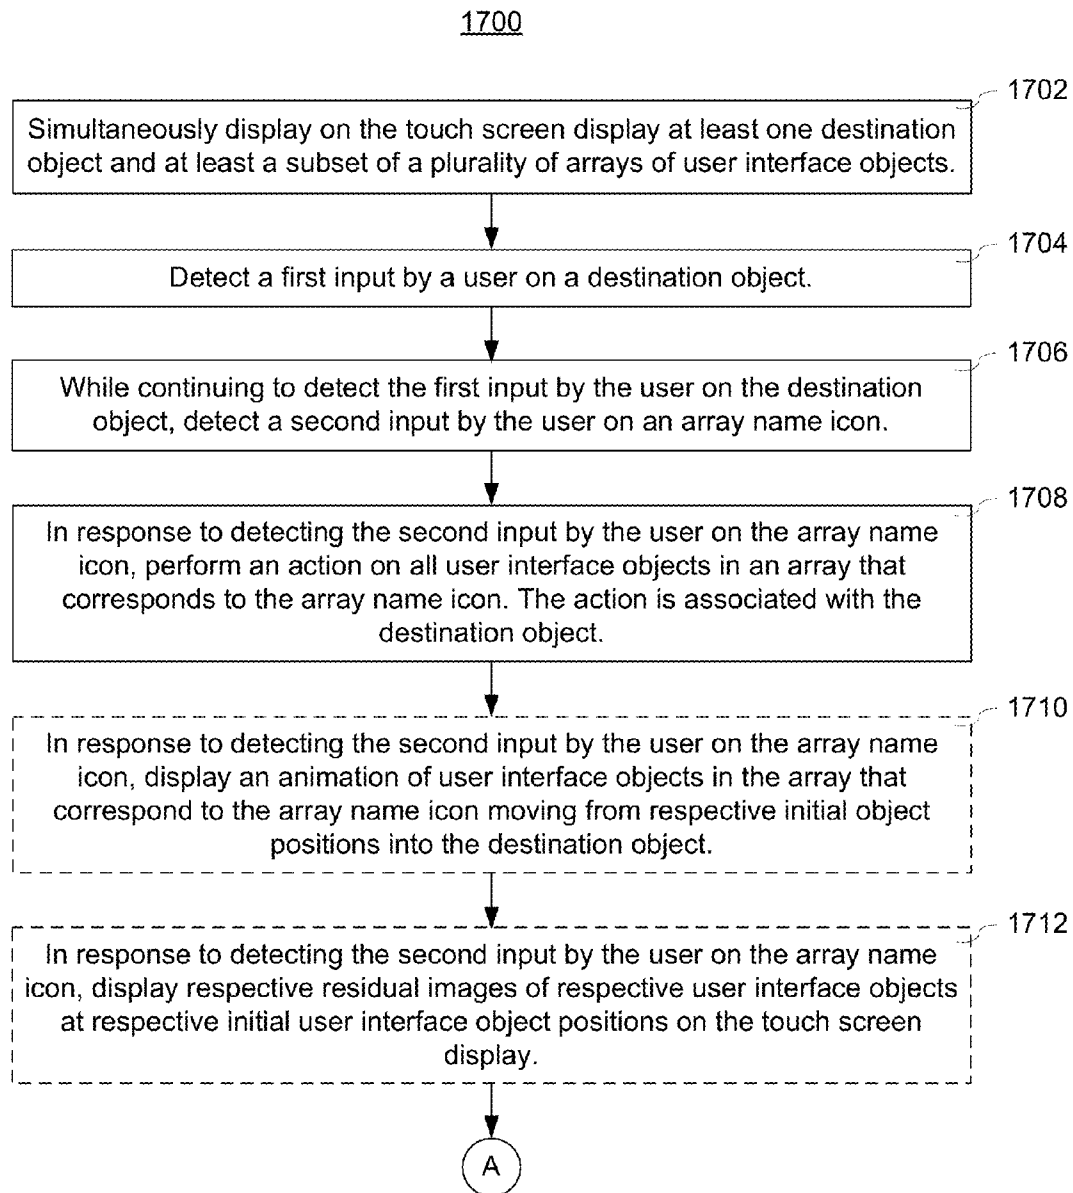 1700
1702
Simultaneously display on the touch screen display at least one destination
object and at least a subset of a plurality of arrays of user interface objects.
1704
Detect a first input by a user on a destination object.
1706
While continuing to detect the first input by the user on the destination
object, detect a second input by the user on an array name icon.
1708
In response to detecting the second input by the user on the array name
icon, perform an action on all user interface objects in an array that
corresponds to the array name icon. The action is associated with the
destination object.
1710
In response to detecting the second input by the user on the array name
icon, display an animation of user interface objects in the array that
correspond to the array name icon moving from respective initial object
positions into the destination object.
1712
In response to detecting the second input by the user on the array name
icon, display respective residual images of respective user interface objects
at respective initial user interface object positions on the touch screen
display.
A